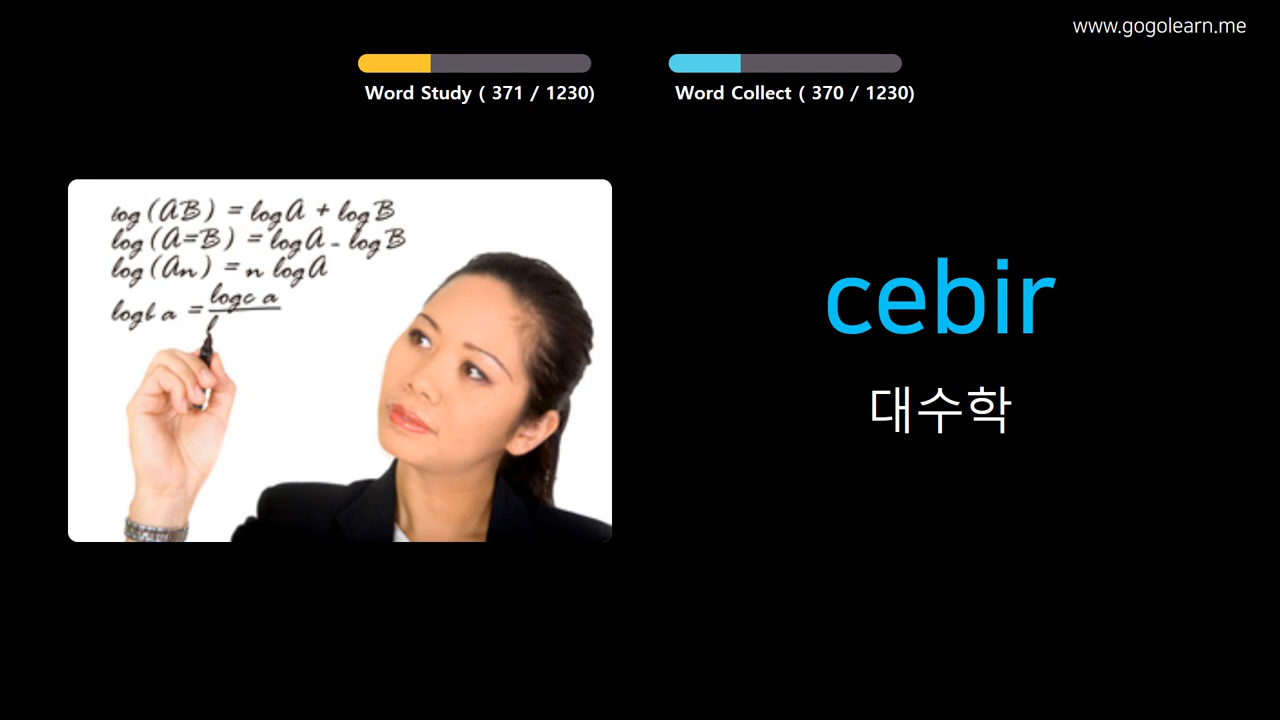 www.gogolearn.me
Word Study ( 371 / 1230)
Word Collect ( 370 / 1230)
log (AB) = log A + log B
log (A=B) = log A - log B
log (An) = n log A
logb a = logc a
cebir
대수학